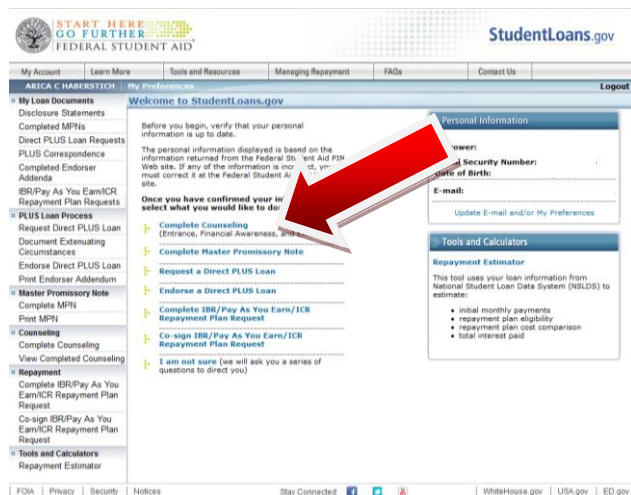 START HERE
GO FURTHER
FEDERAL STUDENT AID
StudentLoans.gov
My Account
Learn More
Tools and Resources
Managing Repayment
FAQs
Contact Us
ARICA C HABERSTICH
My Preferences
Logout
My Loan Documents
Disclosure Statements
Completed MPNs
Direct PLUS Loan Requests
PLUS Correspondence
Completed Endorser
Addenda
IBR/Pay As You Earn/ICR
Repayment Plan Requests
PLUS Loan Process
Request Direct PLUS Loan
Document Extenuating
Circumstances
Endorse Direct PLUS Loan
Print Endorser Addendum
Master Promissory Note
Complete MPN
Print MPN
Counseling
Complete Counseling
View Completed Counseling
Repayment
Complete IBR/Pay As You
Earn/ICR Repayment Plan
Request
Co-sign IBR/Pay As You
Earn/ICR Repayment Plan
Request
Tools and Calculators
Repayment Estimator
Welcome to StudentLoans.gov
Before you begin, verify that your personal
information is up to date.
The personal information displayed is based on the
information returned from the Federal Student Aid PIN
Web site. If any of the information is
must correct it at the Federal Student Aid
site.
Once you have confirmed your
select what you would like to do:
Complete Counseling
(Entrance, Financial Awareness, and
Complete Master Promissory Note
Request a Direct PLUS Loan
Endorse a Direct PLUS Loan
Complete IBR/Pay As You Earn/ICR
Repayment Plan Request
Co-sign IBR/Pay As You Earn/ICR
Repayment Plan Request
I am not sure (we will ask you a series of
questions to direct you)
Personal Information
Security Number:
Date of Birth:
E-mail:
Update E-mail and/or My Preferences
Tools and Calculators
Repayment Estimator
This tool uses your loan information from
National Student Loan Data System (NSLDS) to
estimate:
initial monthly payments
repayment plan eligibility
repayment plan cost comparison
total interest paid
FOIA | Privacy | Security | Notices
Stay Connected:
WhiteHouse.gov | USA.gov | ED.gov